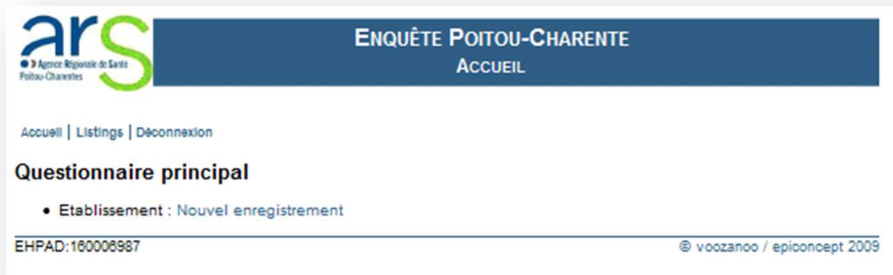 ars
Agence Régionale de Santé
Poitou-Charentes
ENQUÊTE POITOU-CHARENTE
ACCUEIL
Accueil | Listings | Déconnexion
Questionnaire principal
• Etablissement : Nouvel enregistrement
EHPAD:160006987
© voozanoo / epiconcept 2009